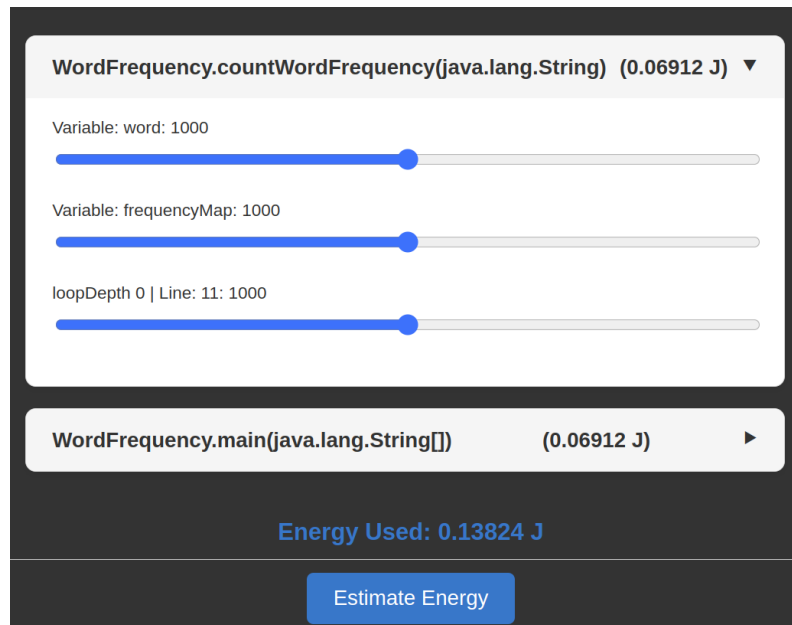 WordFrequency.countWordFrequency(java.lang.String) (0.06912 J) ▼
Variable: word: 1000
Variable: frequencyMap: 1000
loopDepth 0 | Line: 11: 1000
WordFrequency.main(java.lang.String[]) (0.06912 J) ►
Energy Used: 0.13824 J
Estimate Energy